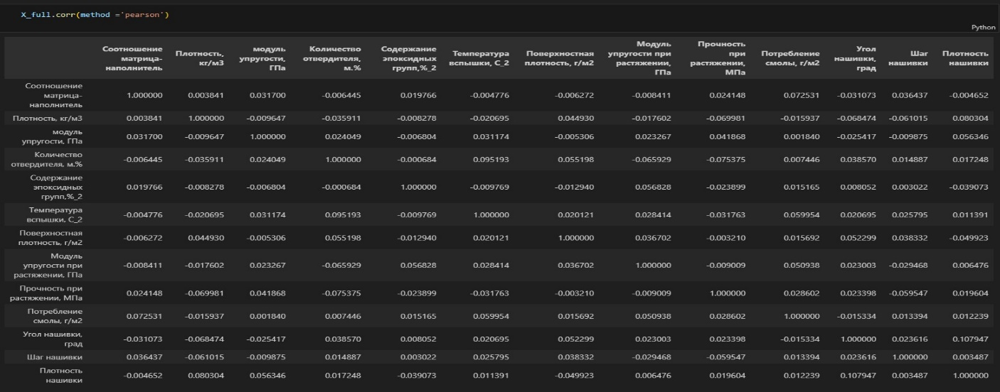 X_full.corr(method ='pearson')
Python
Соотношение матрица-наполнитель Плотность, кг/м3 модуль упругости, ГПа Количество отвердителя, м.% Содержание эпоксидных групп,%_2 Температура вспышки, С_2 Поверхностная плотность, г/м2 Модуль упругости при растяжении, ГПа Прочность при растяжении, МПа Потребление смолы, г/м2 Угол нашивки, град Шаг нашивки Плотность нашивки
Соотношение матрица-наполнитель 1.000000 0.003841 0.031700 -0.006445 0.019766 -0.004776 -0.006272 -0.008411 0.024148 0.072531 -0.031073 0.036437 -0.004652
Плотность, кг/м3 0.003841 1.000000 -0.009647 -0.035911 -0.008278 -0.020695 0.044930 -0.017602 -0.069981 -0.015937 -0.068474 -0.061015 0.080304
модуль упругости, ГПа 0.031700 -0.009647 1.000000 0.024049 -0.006804 0.031174 -0.005306 0.023267 0.041868 0.001840 -0.025417 -0.009875 0.056346
Количество отвердителя, м.% -0.006445 -0.035911 0.024049 1.000000 -0.000684 0.095193 0.055198 -0.065929 -0.075375 0.007446 0.038570 0.014887 0.017248
Содержание эпоксидных групп,%_2 0.019766 -0.008278 -0.006804 -0.000684 1.000000 -0.009769 -0.012940 0.056828 -0.023899 0.015165 0.008052 0.003022 -0.039073
Температура вспышки, С_2 -0.004776 -0.020695 0.031174 0.095193 -0.009769 1.000000 0.020121 0.028414 -0.031763 0.059954 0.020695 0.025795 0.011391
Поверхностная плотность, г/м2 -0.006272 0.044930 -0.005306 0.055198 -0.012940 0.020121 1.000000 0.036702 -0.003210 0.015692 0.052299 0.038332 -0.049923
Модуль упругости при растяжении, ГПа -0.008411 -0.017602 0.023267 -0.065929 0.056828 0.028414 0.036702 1.000000 -0.009009 0.050938 0.023003 -0.029468 0.006476
Прочность при растяжении, МПа 0.024148 -0.069981 0.041868 -0.075375 -0.023899 -0.031763 -0.003210 -0.009009 1.000000 0.028602 0.023398 -0.059547 0.019604
Потребление смолы, г/м2 0.072531 -0.015937 0.001840 0.007446 0.015165 0.059954 0.015692 0.050938 0.028602 1.000000 -0.015334 0.013394 0.012239
Угол нашивки, град -0.031073 -0.068474 -0.025417 0.038570 0.008052 0.020695 0.052299 0.023003 0.023398 -0.015334 1.000000 0.023616 0.107947
Шаг нашивки 0.036437 -0.061015 -0.009875 0.014887 0.003022 0.025795 0.038332 -0.029468 -0.059547 0.013394 0.023616 1.000000 0.003487
Плотность нашивки -0.004652 0.080304 0.056346 0.017248 -0.039073 0.011391 -0.049923 0.006476 0.019604 0.012239 0.107947 0.003487 1.000000